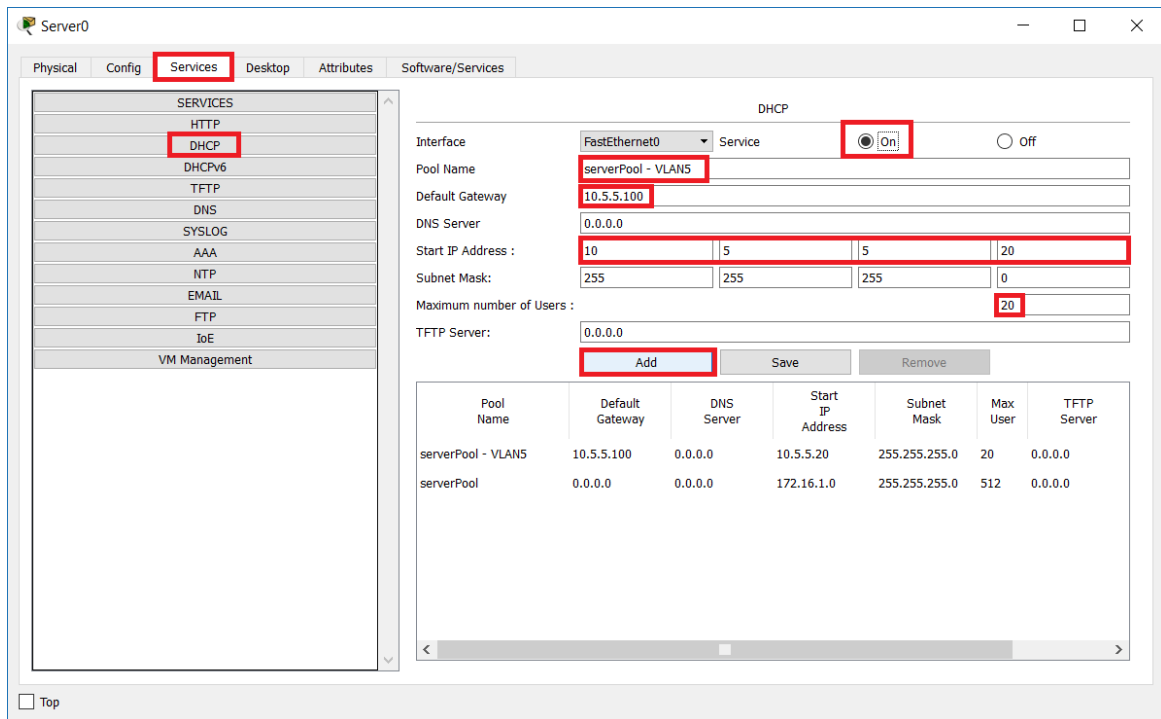 Server0
Physical Config Services Desktop Attributes Software/Services
SERVICES
HTTP
DHCP
DHCPv6
TFTP
DNS
SYSLOG
AAA
NTP
EMAIL
FTP
IoE
VM Management
DHCP
Interface FastEthernet0 Service On Off
Pool Name serverPool - VLAN5
Default Gateway 10.5.5.100
DNS Server 0.0.0.0
Start IP Address : 10 5 5 20
Subnet Mask: 255 255 255 0
Maximum number of Users : 20
TFTP Server: 0.0.0.0
Add Save Remove
Pool Name Default Gateway DNS Server Start IP Address Subnet Mask Max User TFTP Server
serverPool - VLAN5 10.5.5.100 0.0.0.0 10.5.5.20 255.255.255.0 20 0.0.0.0
serverPool 0.0.0.0 0.0.0.0 172.16.1.0 255.255.255.0 512 0.0.0.0
Top